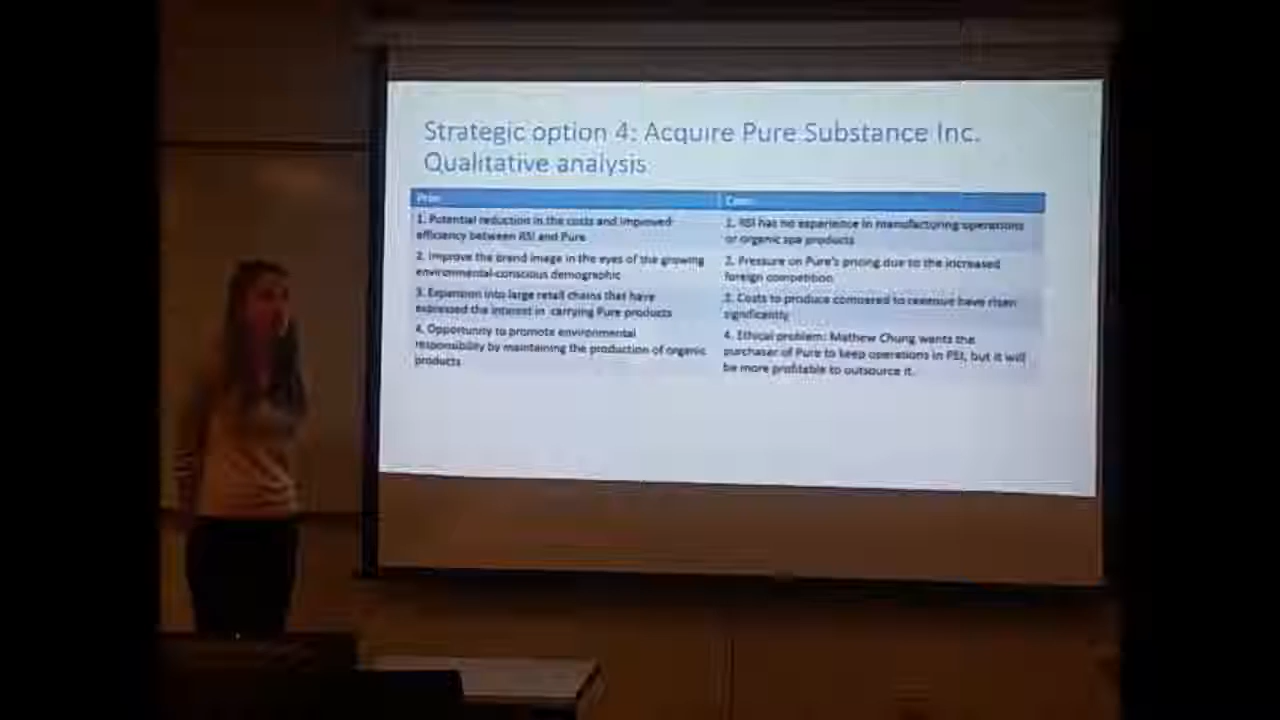 Strategic option 4: Acquire Pure Substance Inc.
Qualitative analysis
Pros:
Cons:
1. Potential reduction in the costs and improved
efficiency between RSI and Pure
2. Improve the brand image in the eyes of the growing
environmental-conscious demographic
3. Expansion into large retail chains that have
expressed the interest in carrying Pure products
4. Opportunity to promote environmental
responsibility by maintaining the production of organic
products
1. RSI has no experience in manufacturing operations
or organic spa products
2. Pressure on Pure's pricing due to the increased
foreign competition
3. Costs to produce compared to revenue have risen
significantly
4. Ethical problem: Mathew Chung wants the
purchaser of Pure to keep operations in PEI, but it will
be more profitable to outsource it.